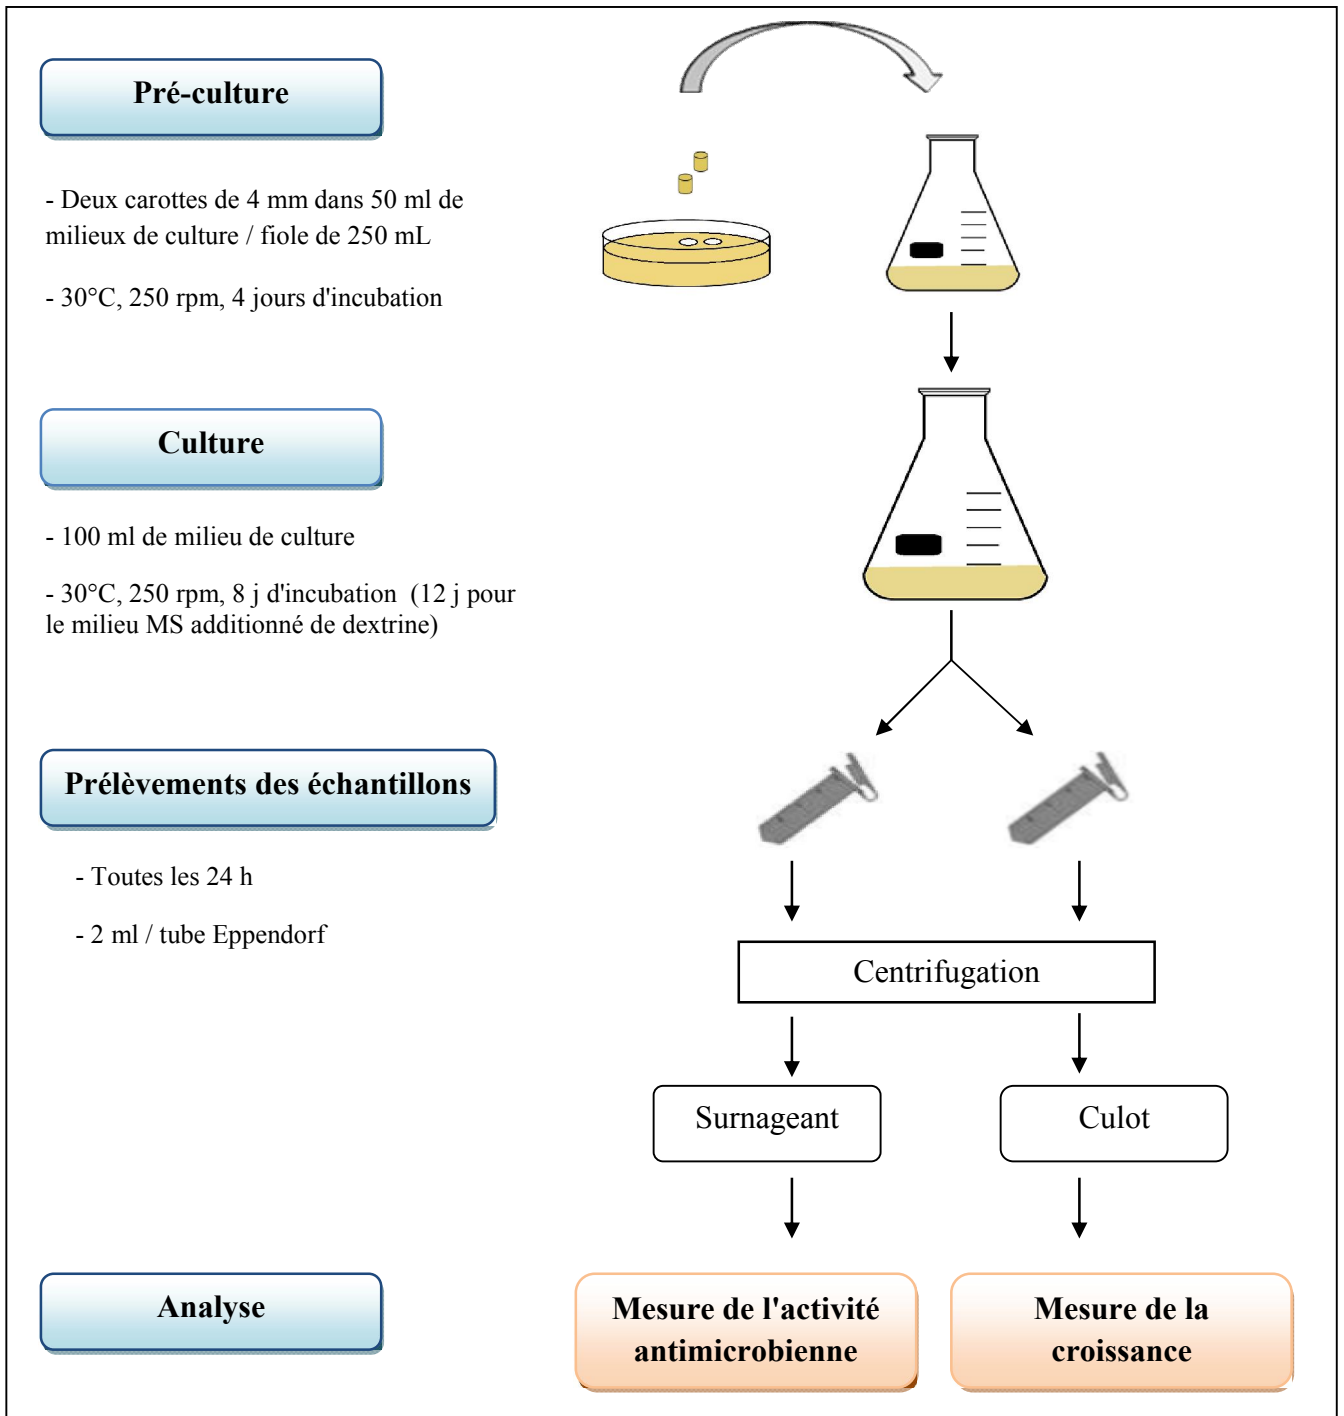 Pré-culture
- Deux carottes de 4 mm dans 50 ml de
milieux de culture / fiole de 250 mL
- 30°C, 250 rpm, 4 jours d'incubation
Culture
- 100 ml de milieu de culture
- 30°C, 250 rpm, 8 j d'incubation (12 j pour
le milieu MS additionné de dextrine)
Prélèvements des échantillons
- Toutes les 24 h
- 2 ml / tube Eppendorf
Centrifugation
Surnageant
Culot
Analyse
Mesure de l'activité
antimicrobienne
Mesure de la
croissance